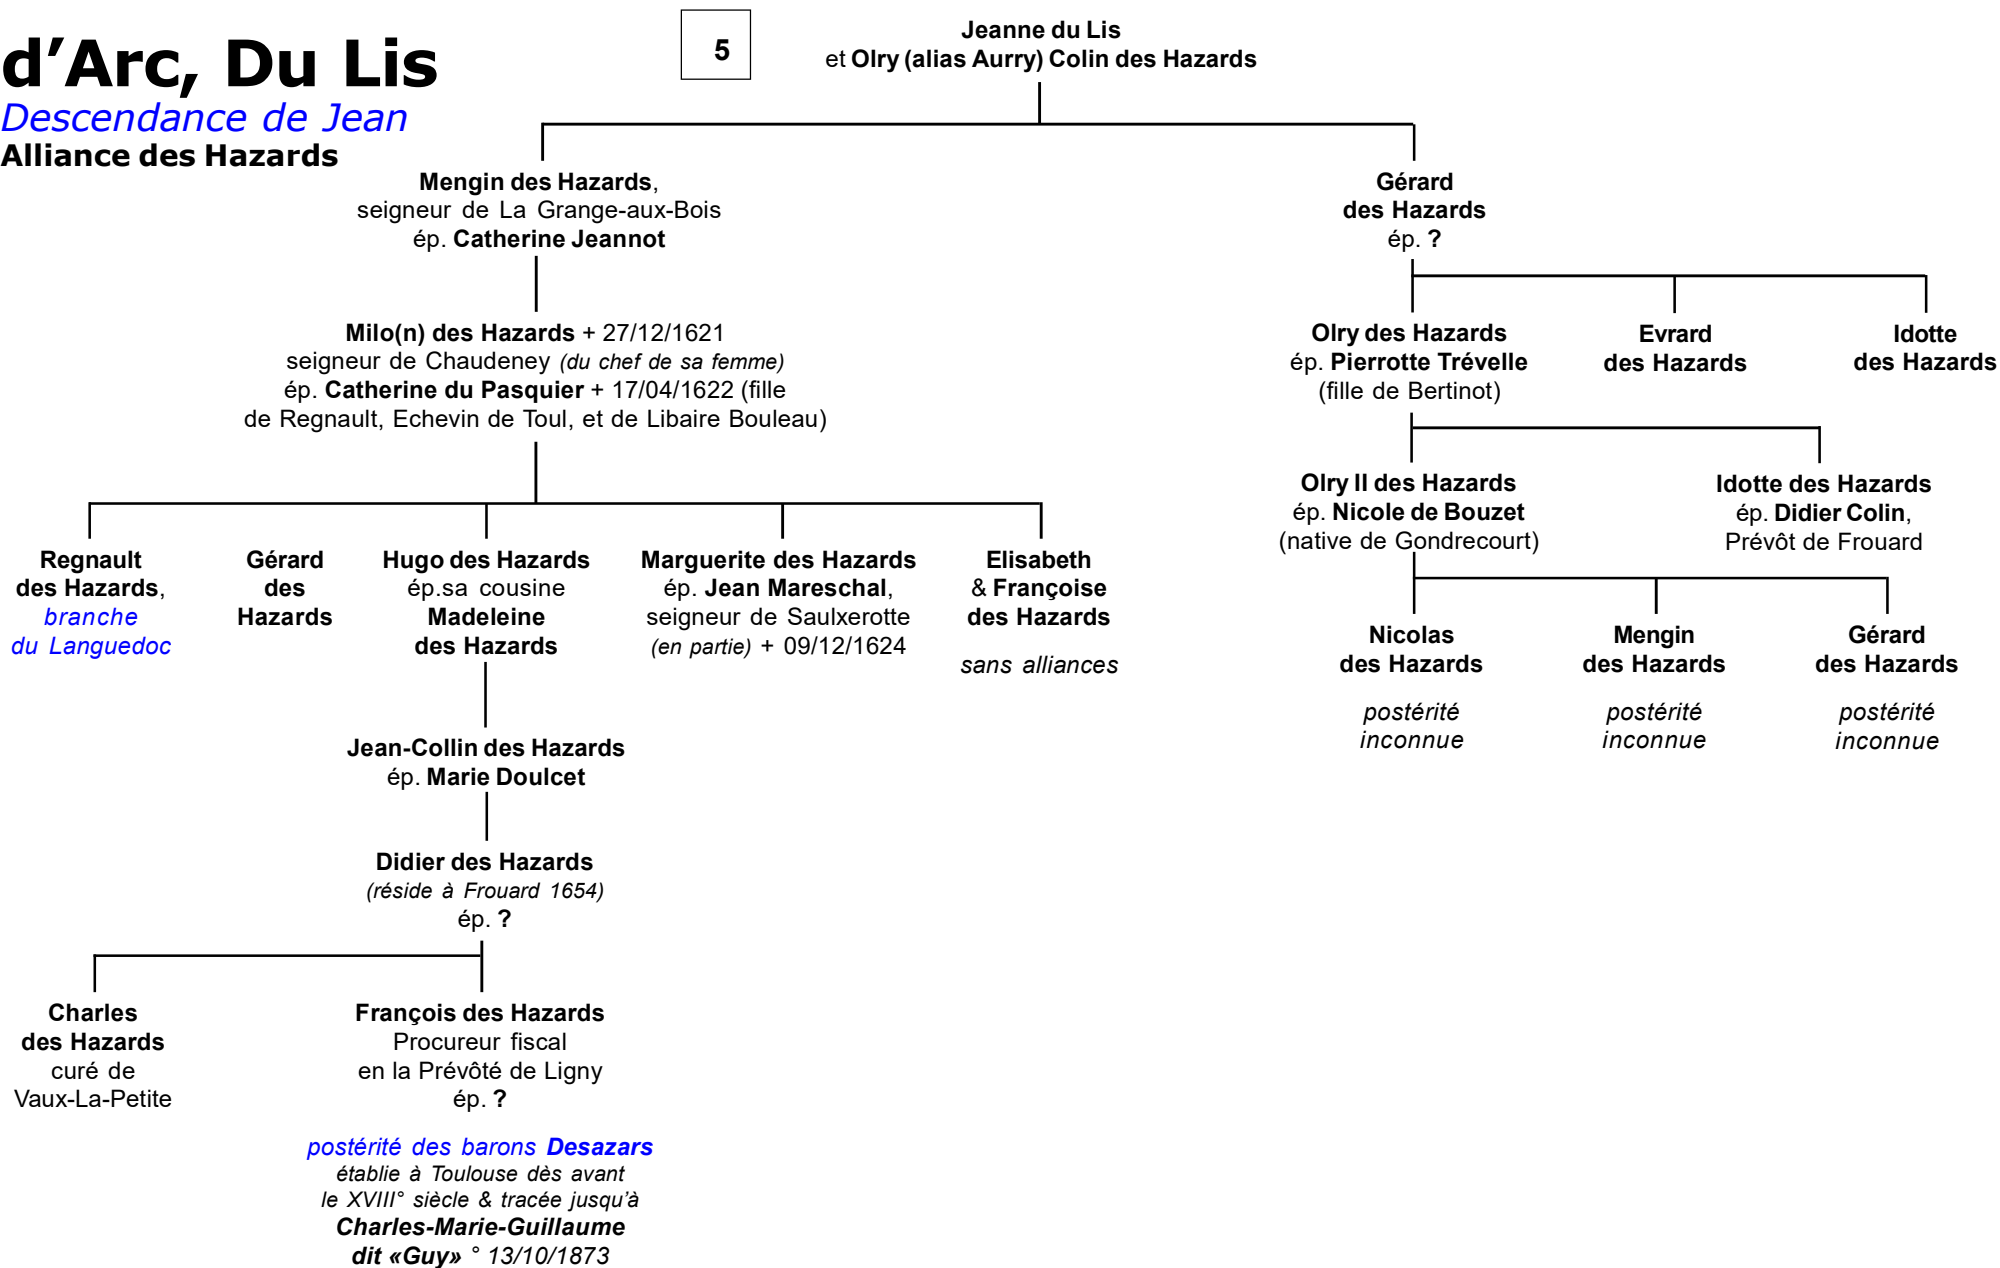 d’Arc, Du Lis
Descendance de Jean
Alliance des Hazards
5
Jeanne du Lis
et Olry (alias Aurry) Colin des Hazards
Mengin des Hazards,
seigneur de La Grange-aux-Bois
ép. Catherine Jeannot
Gérard
des Hazards
ép. ?
Milo(n) des Hazards + 27/12/1621
seigneur de Chaudeney (du chef de sa femme)
ép. Catherine du Pasquier + 17/04/1622 (fille
de Regnault, Echevin de Toul, et de Libaire Bouleau)
Olry des Hazards
ép. Pierrotte Trévelle
(fille de Bertinot)
Evrard
des Hazards
Idotte
des Hazards
Olry II des Hazards
ép. Nicole de Bouzet
(native de Gondrecourt)
Idotte des Hazards
ép. Didier Colin,
Prévôt de Frouard
Regnault
des Hazards,
branche
du Languedoc
Gérard
des
Hazards
Hugo des Hazards
ép.sa cousine
Madeleine
des Hazards
Marguerite des Hazards
ép. Jean Mareschal,
seigneur de Saulxerotte
(en partie) + 09/12/1624
Elisabeth
& Françoise
des Hazards
sans alliances
Nicolas
des Hazards
postérité
inconnue
Mengin
des Hazards
postérité
inconnue
Gérard
des Hazards
postérité
inconnue
Jean-Collin des Hazards
ép. Marie Doulcet
Didier des Hazards
(réside à Frouard 1654)
ép. ?
Charles
des Hazards
curé de
Vaux-La-Petite
François des Hazards
Procureur fiscal
en la Prévôté de Ligny
ép. ?
postérité des barons Desazars
établie à Toulouse dès avant
le XVIII° siècle & tracée jusqu’à
Charles-Marie-Guillaume
dit «Guy» ° 13/10/1873